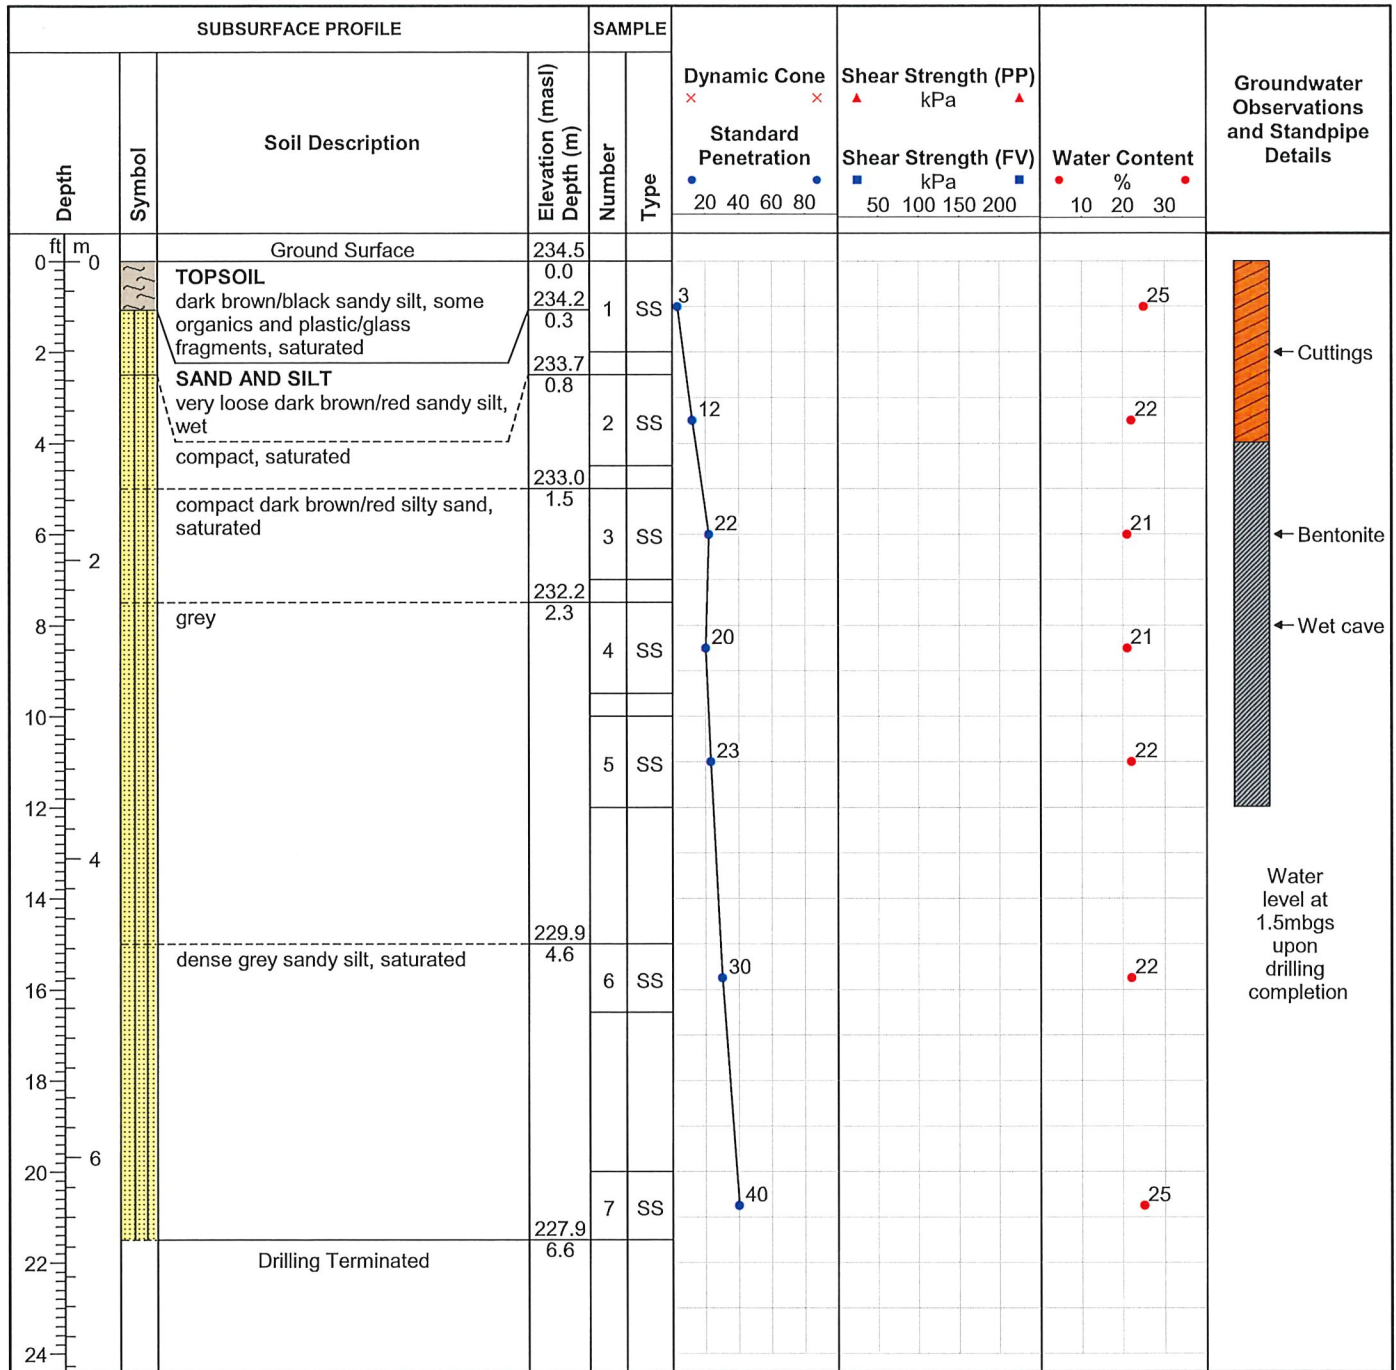 SUBSURFACE PROFILE
SAMPLE
Depth
Symbol
Soil Description
Elevation (masl)
Depth (m)
Number
Type
Dynamic Cone
Standard
Penetration
20 40 60 80
Shear Strength (PP)
kPa
Shear Strength (FV)
kPa
50 100 150 200
Water Content
%
10 20 30
Groundwater
Observations
and Standpipe
Details
ft m
0
2
4
6
8
10
12
14
16
18
20
22
24
0
2
4
6
Ground Surface
234.5
0.0
TOPSOIL
dark brown/black sandy silt, some
organics and plastic/glass
fragments, saturated
234.2
0.3
SAND AND SILT
very loose dark brown/red sandy silt,
wet
233.7
0.8
compact, saturated
233.0
1.5
compact dark brown/red silty sand,
saturated
232.2
2.3
grey
229.9
4.6
dense grey sandy silt, saturated
227.9
6.6
Drilling Terminated
1 SS 3 25
2 SS 12 22
3 SS 22 21
4 SS 20 21
5 SS 23 22
6 SS 30 22
7 SS 40 25
Cuttings
Bentonite
Wet cave
Water
level at
1.5mbgs
upon
drilling
completion